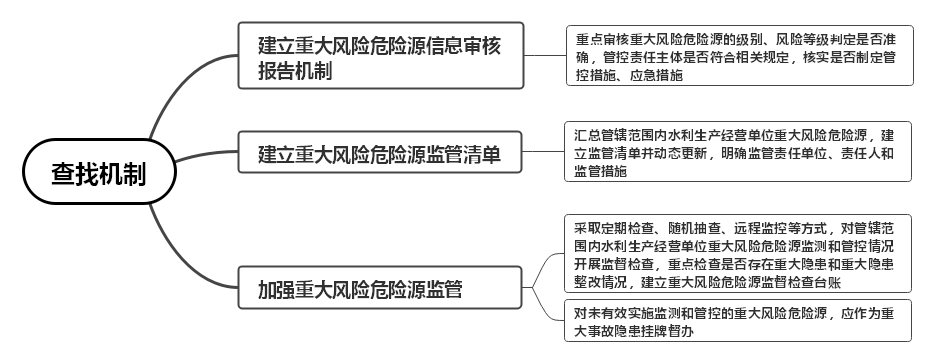 查找机制
建立重大风险危险源信息审核
报告机制
重点审核重大风险危险源的级别、风险等级判定是否准
确，管控责任主体是否符合相关规定，核实是否制定管
控措施、应急措施
建立重大风险危险源监管清单
汇总管辖范围内水利生产经营单位重大风险危险源，建
立监管清单并动态更新，明确监管责任单位、责任人和
监管措施
加强重大风险危险源监管
采取定期检查、随机抽查、远程监控等方式，对管辖范
围内水利生产经营单位重大风险危险源监测和管控情况
开展监督检查，重点检查是否存在重大隐患和重大隐患
整改情况，建立重大风险危险源监督检查台账
对未有效实施监测和管控的重大风险危险源，应作为重
大事故隐患挂牌督办